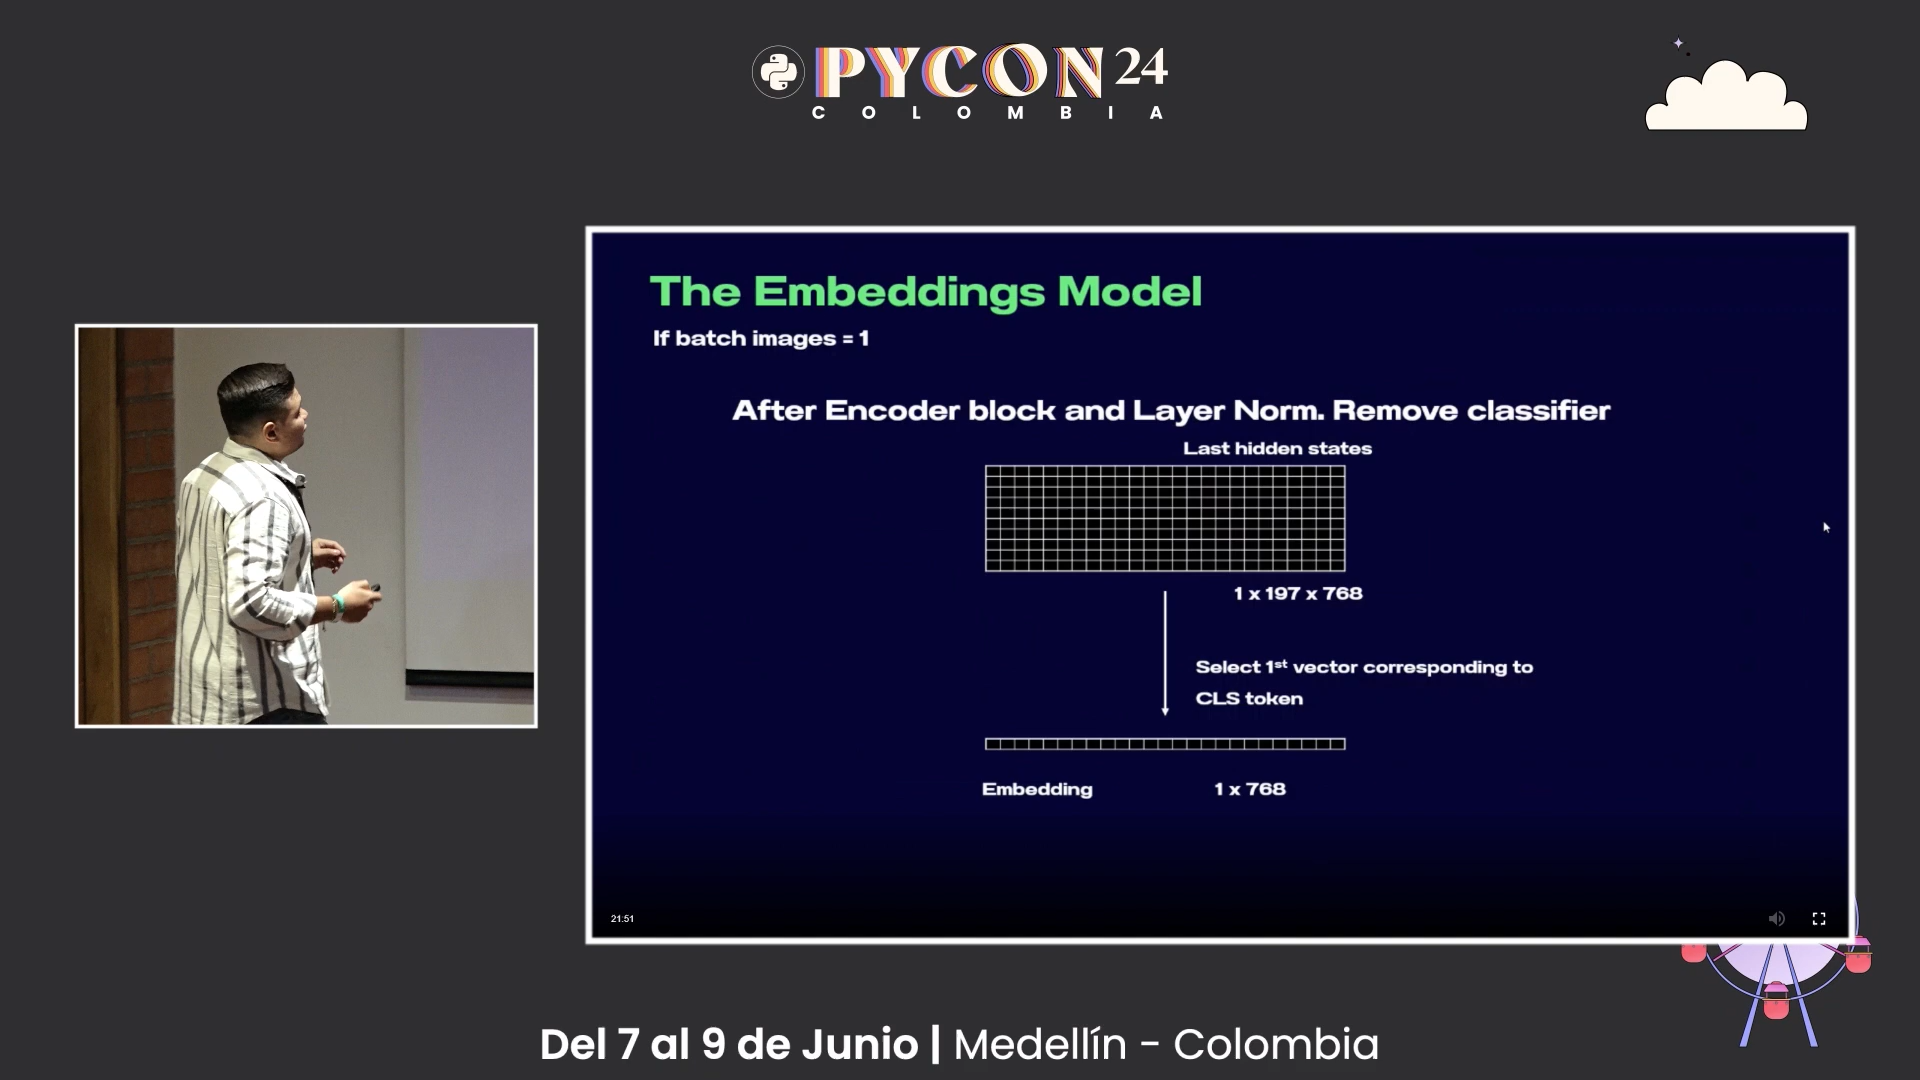 PYCON 24
COLOMBIA
The Embeddings Model
If batch images = 1
After Encoder block and Layer Norm. Remove classifier
Last hidden states
1 x 197 x 768
Select 1st vector corresponding to
CLS token
Embedding 1 x 768
21:51
Del 7 al 9 de Junio | Medellín - Colombia